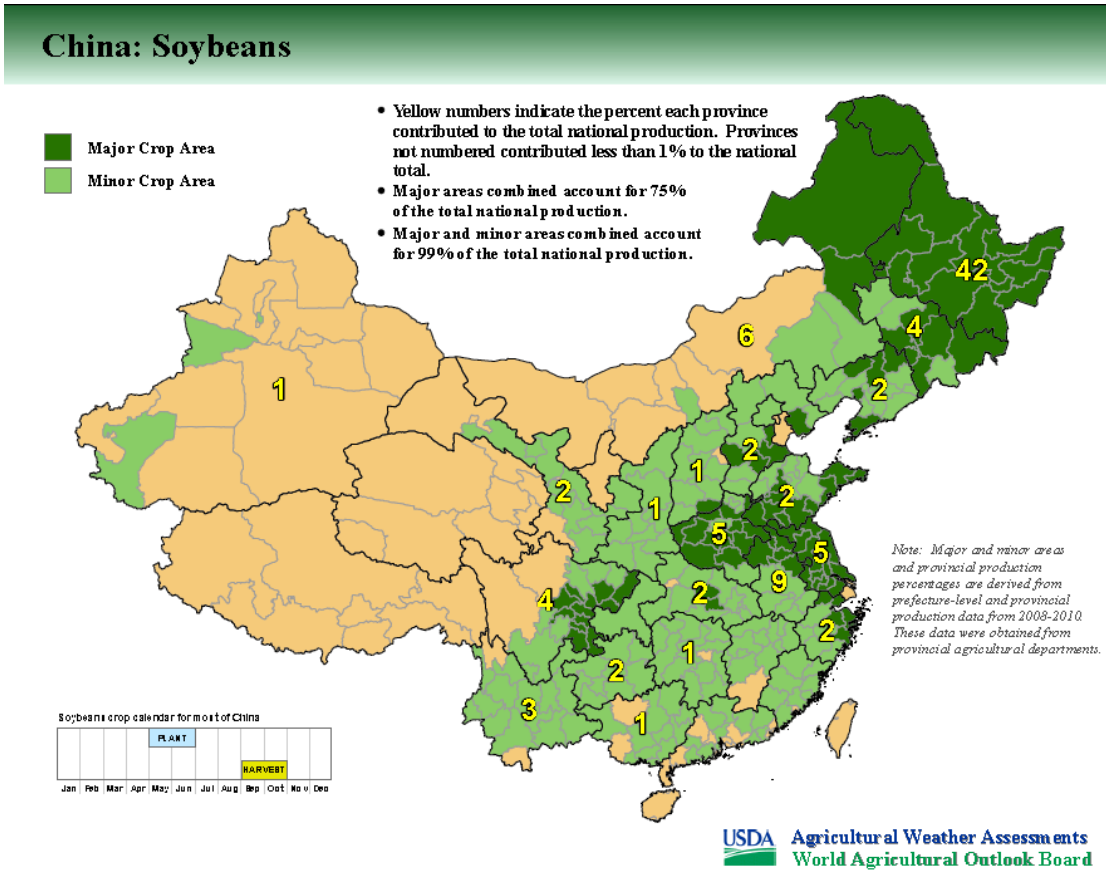 China: Soybeans
• Yellow numbers indicate the percent each province
contributed to the total national production. Provinces
not numbered contributed less than 1% to the national
total.
• Major areas combined account for 75%
of the total national production.
• Major and minor areas combined account
for 99% of the total national production.
Major Crop Area
Minor Crop Area
42
4
6
2
1
2
1
2
2
1
5
5
9
4
2
2
1
2
3
1
Note: Major and minor areas
and provincial production
percentages are derived from
prefecture-level and provincial
production data from 2008-2010.
These data were obtained from
provincial agricultural departments.
Soybeans crop calendar for most of China
PLANT
HARVEST
Jan Feb Mar Apr May Jun Jul Aug Sep Oct Nov Dec
USDA Agricultural Weather Assessments
World Agricultural Outlook Board